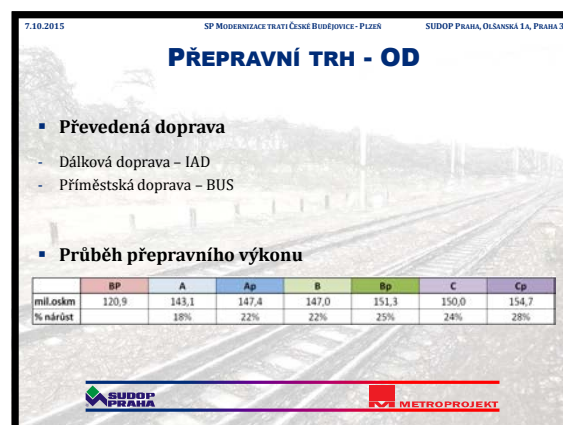 7.10.2015 SP MODERNIZACE TRATI ČESKÉ BUDĚJOVICE - PLZEŇ SUDOP PRAHA, OLŠANSKÁ 1A, PRAHA 3
PŘEPRAVNÍ TRH - OD
▪ Převedená doprava
- Dálková doprava – IAD
- Příměstská doprava – BUS
▪ Průběh přepravního výkonu
BP A Ap B Bp C Cp
mil.oskm 120,9 143,1 147,4 147,0 151,3 150,0 154,7
% nárůst 18% 22% 22% 25% 24% 28%
SUDOP PRAHA METROPROJEKT